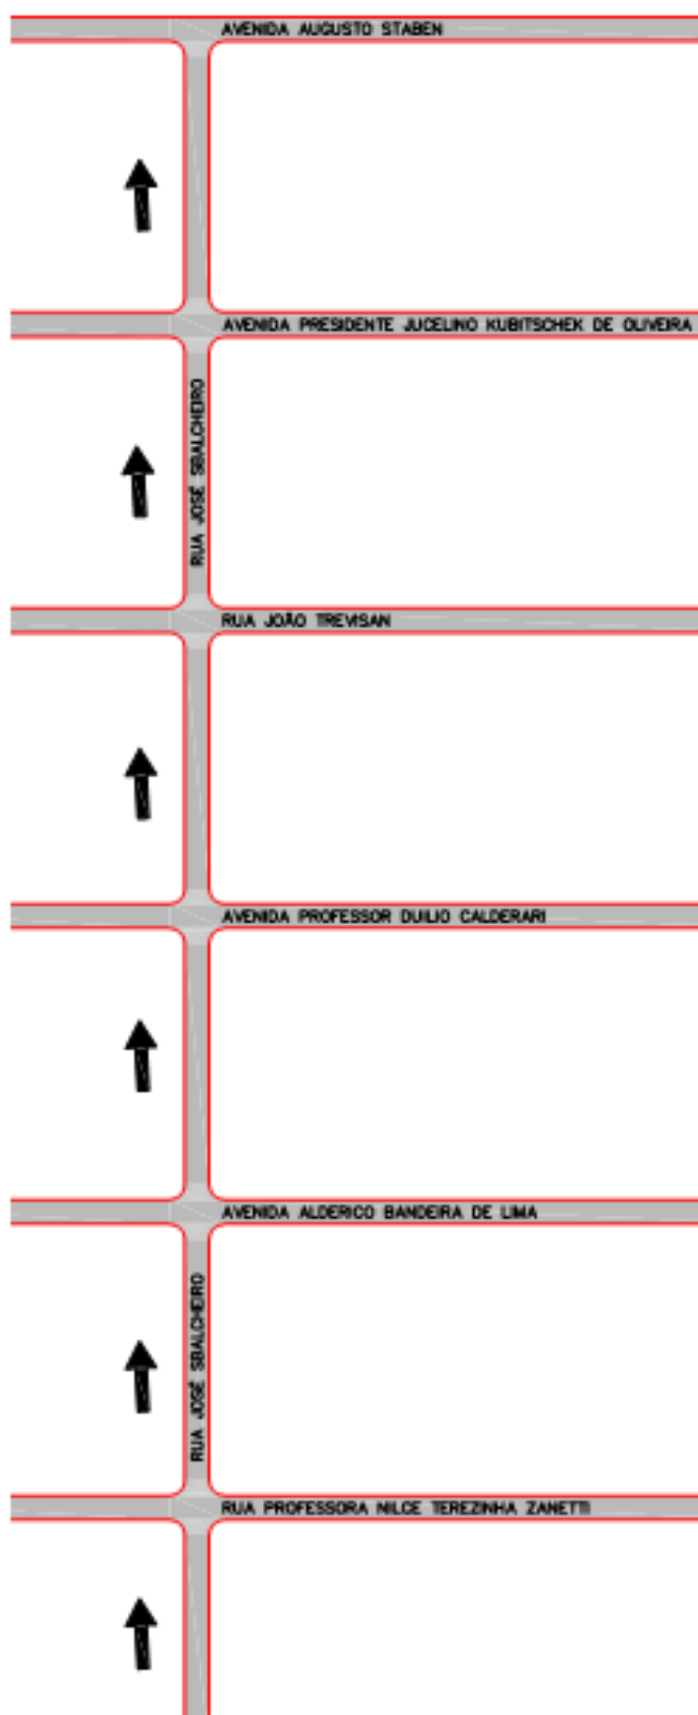 AVENIDA AUGUSTO STABEN
AVENIDA PRESIDENTE JUCELINO KUBITSCHEK DE OLIVEIRA
RUA JOSÉ SBALCHEIRO
RUA JOÃO TREVISAN
AVENIDA PROFESSOR DUILIO CALDERARI
AVENIDA ALDERICO BANDEIRA DE LIMA
RUA JOSÉ SBALCHEIRO
RUA PROFESSORA NILCE TEREZINHA ZANETTI